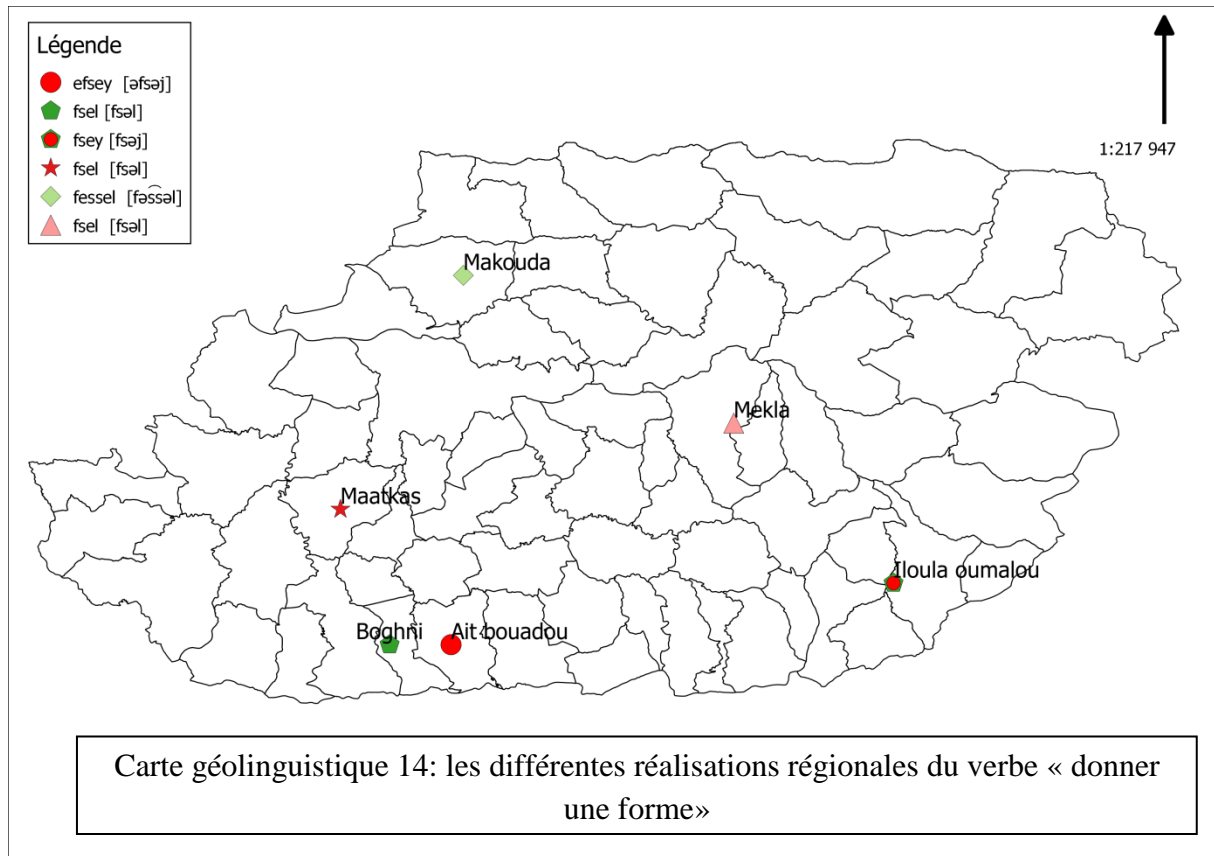 Légende
efsey [əfsəj]
fsel [fsəl]
fsey [fsəj]
fsel [fsəl]
fessel [fəs͡səl]
fsel [fsəl]
1:217 947
Makouda
Mekla
Maatkas
Iloula oumalou
Boghni
Ait bouadou
Carte géolinguistique 14: les différentes réalisations régionales du verbe « donner
une forme»